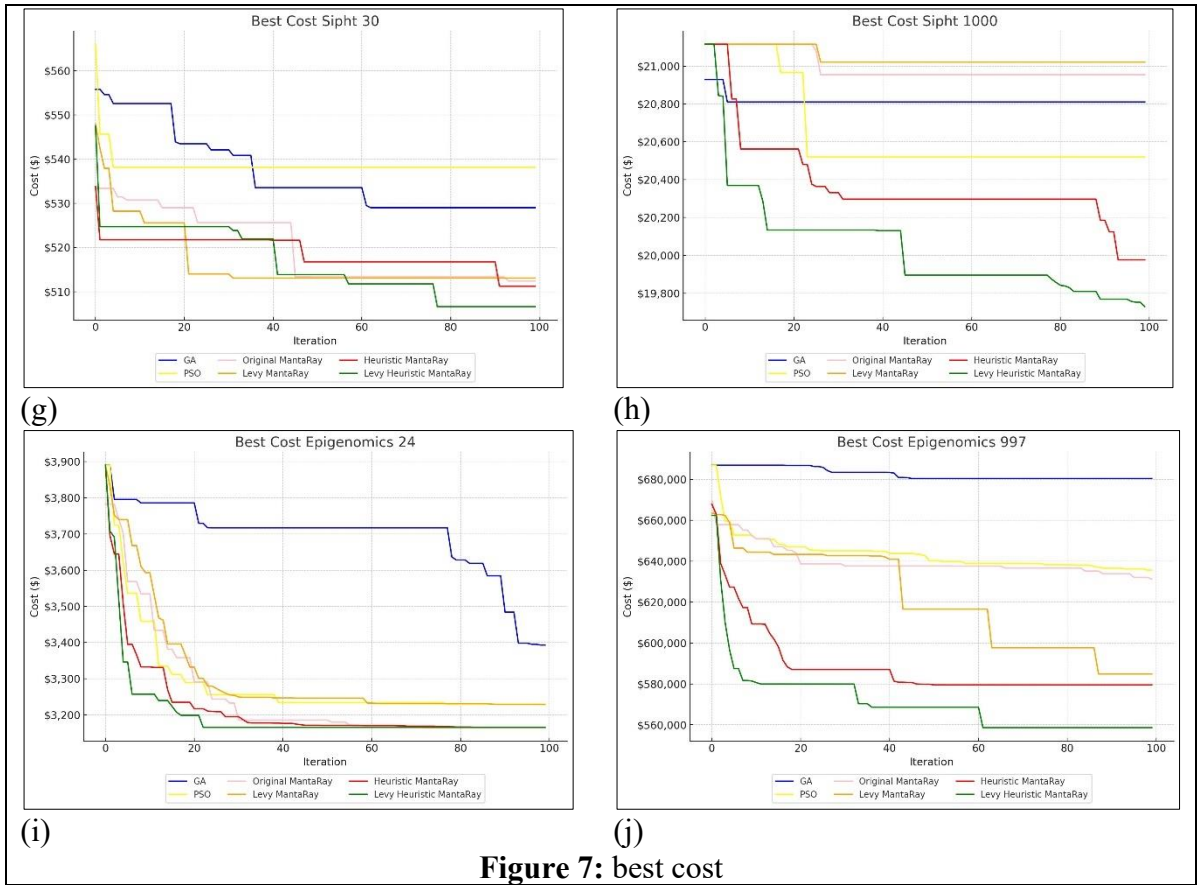 Best Cost Sipht 30
Cost ($)
$560
$550
$540
$530
$520
$510
0 20 40 60 80 100
Iteration
GA Original MantaRay Heuristic MantaRay
PSO Levy MantaRay Levy Heuristic MantaRay
(g)
Best Cost Sipht 1000
Cost ($)
$21,000
$20,800
$20,600
$20,400
$20,200
$20,000
$19,800
0 20 40 60 80 100
Iteration
GA Original MantaRay Heuristic MantaRay
PSO Levy MantaRay Levy Heuristic MantaRay
(h)
Best Cost Epigenomics 24
Cost ($)
$3,900
$3,800
$3,700
$3,600
$3,500
$3,400
$3,300
$3,200
0 20 40 60 80 100
Iteration
GA Original MantaRay Heuristic MantaRay
PSO Levy MantaRay Levy Heuristic MantaRay
(i)
Best Cost Epigenomics 997
Cost ($)
$680,000
$660,000
$640,000
$620,000
$600,000
$580,000
$560,000
0 20 40 60 80 100
Iteration
GA Original MantaRay Heuristic MantaRay
PSO Levy MantaRay Levy Heuristic MantaRay
(j)
Figure 7: best cost